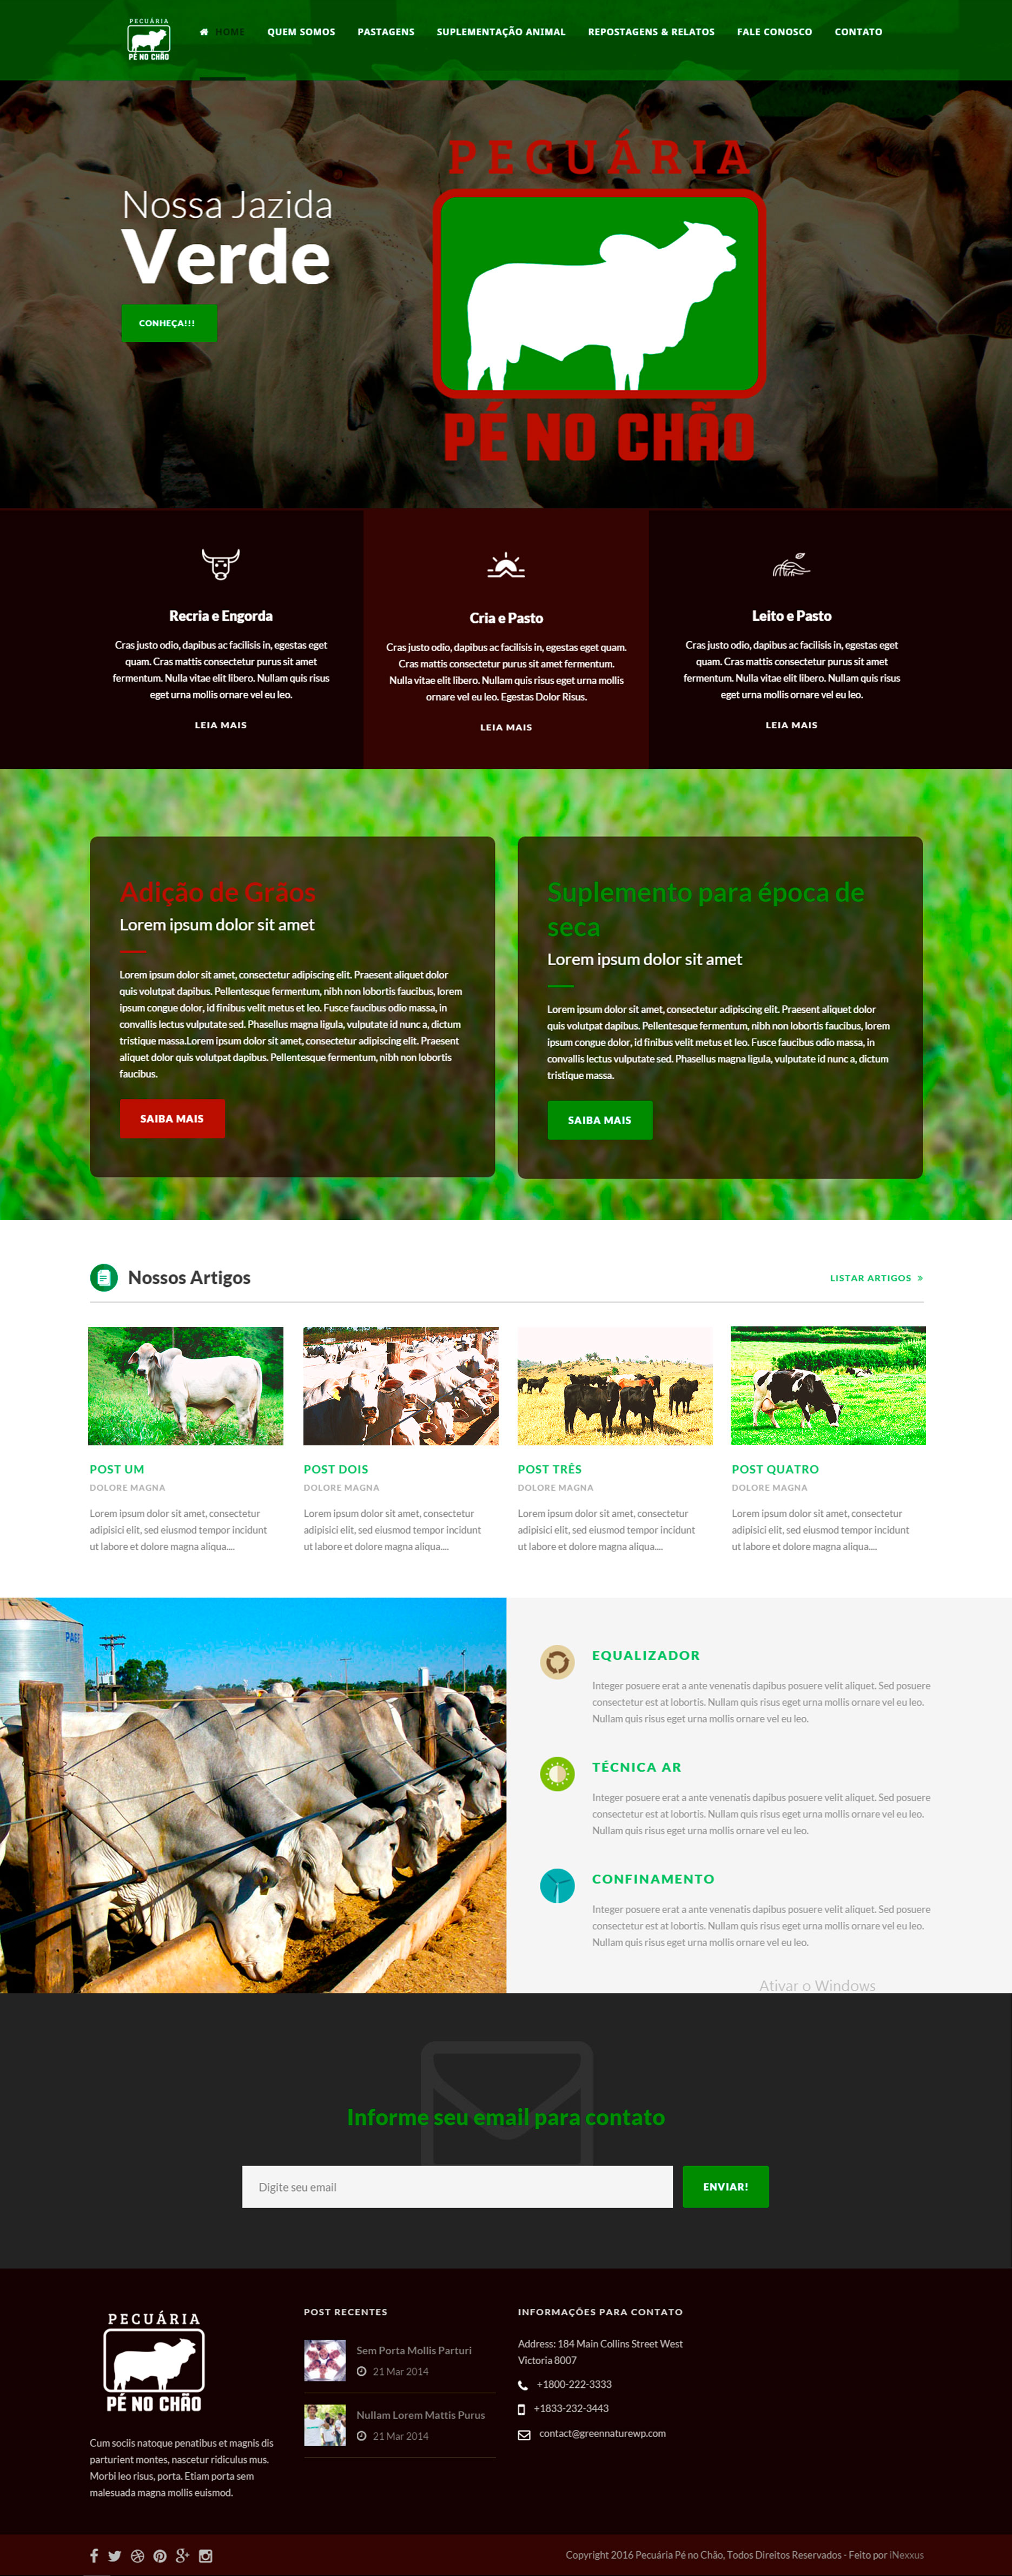 PECUÁRIA
PÉ NO CHÃO
HOME
QUEM SOMOS
PASTAGENS
SUPLEMENTAÇÃO ANIMAL
REPOSTAGENS & RELATOS
FALE CONOSCO
CONTATO
Nossa Jazida
Verde
CONHEÇA!!!
PECUÁRIA
PÉ NO CHÃO
Recria e Engorda
Cras justo odio, dapibus ac facilisis in, egestas eget
quam. Cras mattis consectetur purus sit amet
fermentum. Nulla vitae elit libero. Nullam quis risus
eget urna mollis ornare vel eu leo.
LEIA MAIS
Cria e Pasto
Cras justo odio, dapibus ac facilisis in, egestas eget quam.
Cras mattis consectetur purus sit amet fermentum.
Nulla vitae elit libero. Nullam quis risus eget urna mollis
ornare vel eu leo. Egestas Dolor Risus.
LEIA MAIS
Leito e Pasto
Cras justo odio, dapibus ac facilisis in, egestas eget
quam. Cras mattis consectetur purus sit amet
fermentum. Nulla vitae elit libero. Nullam quis risus
eget urna mollis ornare vel eu leo.
LEIA MAIS
Adição de Grãos
Lorem ipsum dolor sit amet
Lorem ipsum dolor sit amet, consectetur adipiscing elit. Praesent aliquet dolor
quis volutpat dapibus. Pellentesque fermentum, nibh non lobortis faucibus, lorem
ipsum congue dolor, id finibus velit metus et leo. Fusce faucibus odio massa, in
convallis lectus vulputate sed. Phasellus magna ligula, vulputate id nunc a, dictum
tristique massa.Lorem ipsum dolor sit amet, consectetur adipiscing elit. Praesent
aliquet dolor quis volutpat dapibus. Pellentesque fermentum, nibh non lobortis
faucibus.
SAIBA MAIS
Suplemento para época de
seca
Lorem ipsum dolor sit amet
Lorem ipsum dolor sit amet, consectetur adipiscing elit. Praesent aliquet dolor
quis volutpat dapibus. Pellentesque fermentum, nibh non lobortis faucibus, lorem
ipsum congue dolor, id finibus velit metus et leo. Fusce faucibus odio massa, in
convallis lectus vulputate sed. Phasellus magna ligula, vulputate id nunc a, dictum
tristique massa.
SAIBA MAIS
Nossos Artigos
LISTAR ARTIGOS »
POST UM
DOLORE MAGNA
Lorem ipsum dolor sit amet, consectetur
adipisici elit, sed eiusmod tempor incidunt
ut labore et dolore magna aliqua....
POST DOIS
DOLORE MAGNA
Lorem ipsum dolor sit amet, consectetur
adipisici elit, sed eiusmod tempor incidunt
ut labore et dolore magna aliqua....
POST TRÊS
DOLORE MAGNA
Lorem ipsum dolor sit amet, consectetur
adipisici elit, sed eiusmod tempor incidunt
ut labore et dolore magna aliqua....
POST QUATRO
DOLORE MAGNA
Lorem ipsum dolor sit amet, consectetur
adipisici elit, sed eiusmod tempor incidunt
ut labore et dolore magna aliqua....
PAGE
EQUALIZADOR
Integer posuere erat a ante venenatis dapibus posuere velit aliquet. Sed posuere
consectetur est at lobortis. Nullam quis risus eget urna mollis ornare vel eu leo.
Nullam quis risus eget urna mollis ornare vel eu leo.
TÉCNICA AR
Integer posuere erat a ante venenatis dapibus posuere velit aliquet. Sed posuere
consectetur est at lobortis. Nullam quis risus eget urna mollis ornare vel eu leo.
Nullam quis risus eget urna mollis ornare vel eu leo.
CONFINAMENTO
Integer posuere erat a ante venenatis dapibus posuere velit aliquet. Sed posuere
consectetur est at lobortis. Nullam quis risus eget urna mollis ornare vel eu leo.
Nullam quis risus eget urna mollis ornare vel eu leo.
Ativar o Windows
Informe seu email para contato
Digite seu email
ENVIAR!
PECUÁRIA
PÉ NO CHÃO
Cum sociis natoque penatibus et magnis dis
parturient montes, nascetur ridiculus mus.
Morbi leo risus, porta. Etiam porta sem
malesuada magna mollis euismod.
POST RECENTES
Sem Porta Mollis Parturi
21 Mar 2014
Nullam Lorem Mattis Purus
21 Mar 2014
INFORMAÇÕES PARA CONTATO
Address: 184 Main Collins Street West
Victoria 8007
+1800-222-3333
+1833-232-3443
contact@greennaturewp.com
Copyright 2016 Pecuária Pé no Chão, Todos Direitos Reservados - Feito por iNexxus